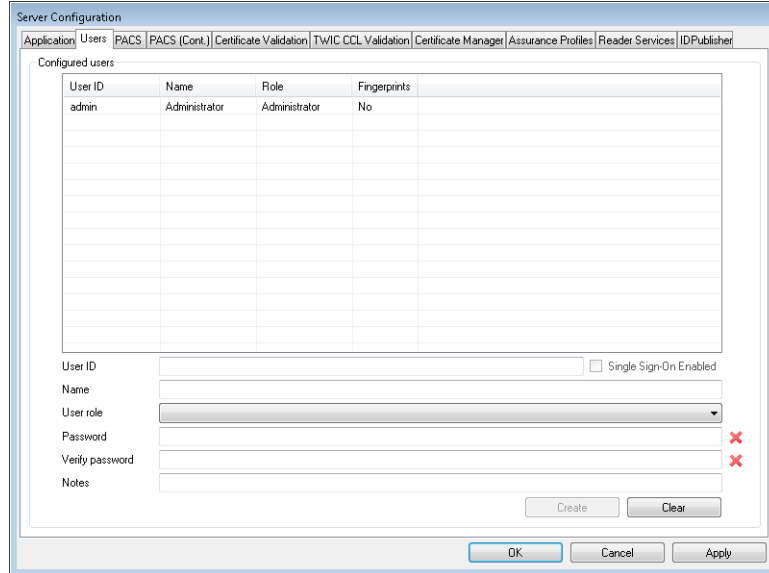 Server Configuration
Application Users PACS PACS (Cont.) Certificate Validation TWIC CCL Validation Certificate Manager Assurance Profiles Reader Services IDPublisher
Configured users
User ID Name Role Fingerprints
admin Administrator Administrator No
User ID Single Sign-On Enabled
Name
User role
Password
Verify password
Notes
Create Clear
OK Cancel Apply